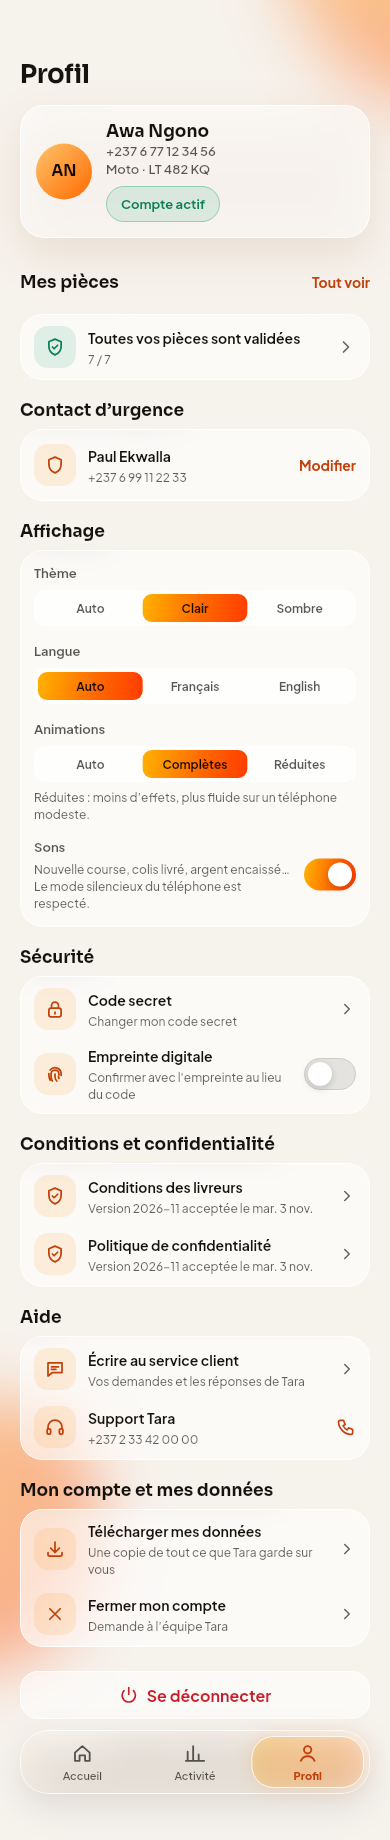 Profil
AN
Awa Ngono
+237 6 77 12 34 56
Moto · LT 482 KQ
Compte actif
Mes pièces
Tout voir
Toutes vos pièces sont validées
7 / 7
Contact d’urgence
Paul Ekwalla
+237 6 99 11 22 33
Modifier
Affichage
Thème
Auto Clair Sombre
Langue
Auto Français English
Animations
Auto Complètes Réduites
Réduites : moins d’effets, plus fluide sur un téléphone
modeste.
Sons
Nouvelle course, colis livré, argent encaissé…
Le mode silencieux du téléphone est
respecté.
Sécurité
Code secret
Changer mon code secret
Empreinte digitale
Confirmer avec l’empreinte au lieu
du code
Conditions et confidentialité
Conditions des livreurs
Version 2026-11 acceptée le mar. 3 nov.
Politique de confidentialité
Version 2026-11 acceptée le mar. 3 nov.
Aide
Écrire au service client
Vos demandes et les réponses de Tara
Support Tara
+237 2 33 42 00 00
Mon compte et mes données
Télécharger mes données
Une copie de tout ce que Tara garde sur
vous
Fermer mon compte
Demande à l’équipe Tara
Se déconnecter
Accueil Activité Profil